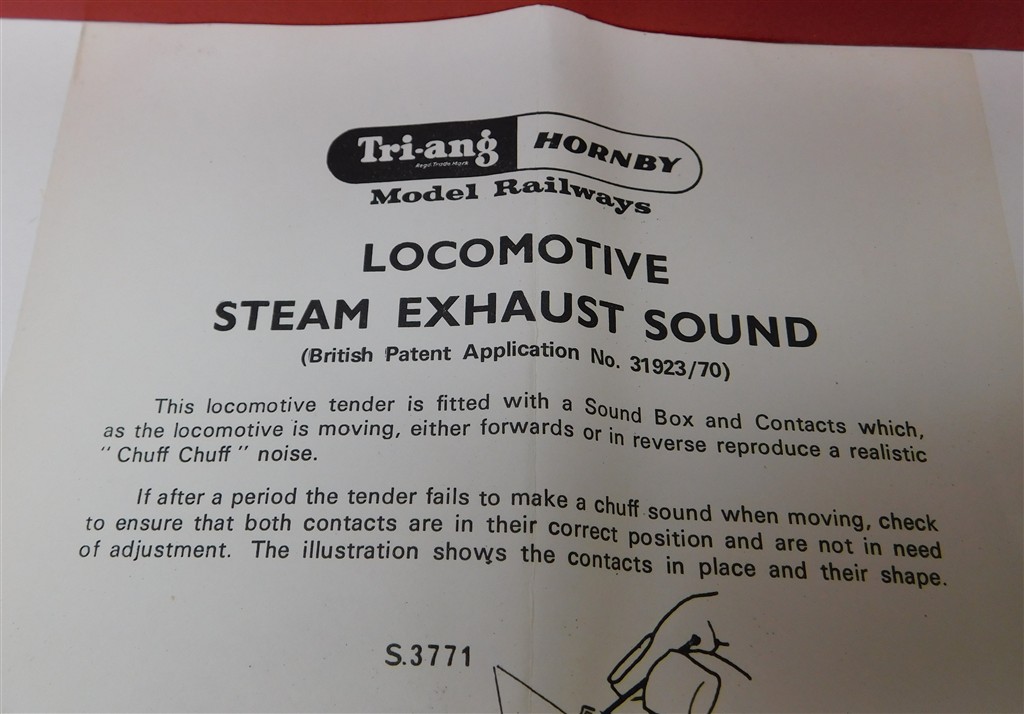 Tri-ang HORNBY
Regd. Trade Mark
Model Railways
LOCOMOTIVE
STEAM EXHAUST SOUND
(British Patent Application No. 31923/70)
This locomotive tender is fitted with a Sound Box and Contacts which,
as the locomotive is moving, either forwards or in reverse reproduce a realistic
“ Chuff Chuff ” noise.
If after a period the tender fails to make a chuff sound when moving, check
to ensure that both contacts are in their correct position and are not in need
of adjustment. The illustration shows the contacts in place and their shape.
S.3771